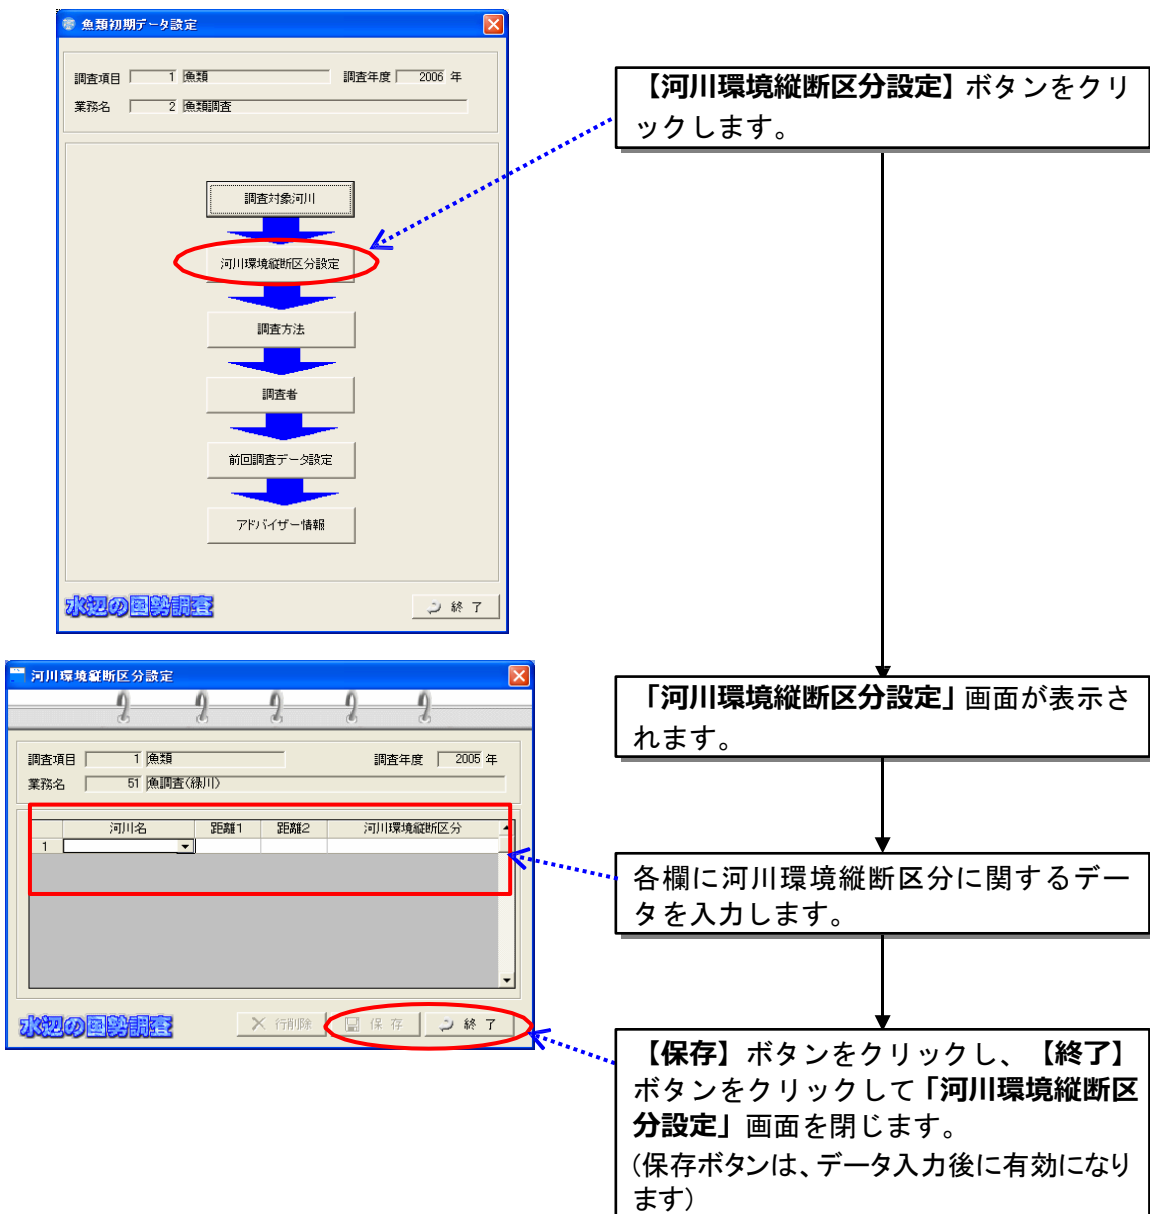 魚類初期データ設定
調査項目 1 魚類 調査年度 2006 年
業務名 2 魚類調査
調査対象河川
河川環境縦断区分設定
調査方法
調査者
前回調査データ設定
アドバイザー情報
水辺の国勢調査
終 了
【河川環境縦断区分設定】ボタンをクリ
ックします。
河川環境縦断区分設定
調査項目 1 魚類 調査年度 2005 年
業務名 51 魚調査(緑川)
河川名 距離1 距離2 河川環境縦断区分
1
水辺の国勢調査
行削除 保 存 終 了
「河川環境縦断区分設定」画面が表示さ
れます。
各欄に河川環境縦断区分に関するデー
タを入力します。
【保存】ボタンをクリックし、【終了】
ボタンをクリックして「河川環境縦断区
分設定」画面を閉じます。
(保存ボタンは、データ入力後に有効になり
ます)